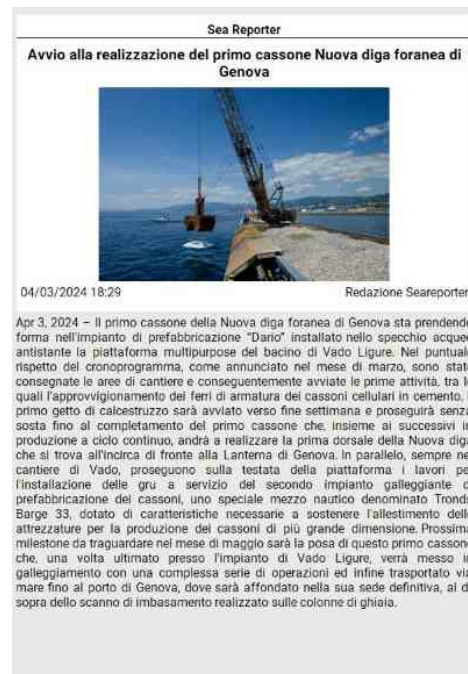 Sea Reporter
Avvio alla realizzazione del primo cassone Nuova diga foranea di
Genova
04/03/2024 18:29
Redazione Seareporter
Apr 3, 2024 – Il primo cassone della Nuova diga foranea di Genova sta prendendo
forma nell'impianto di prefabbricazione "Dario" installato nello specchio acqueo
antistante la piattaforma multipurpose del bacino di Vado Ligure. Nel puntuale
rispetto del cronoprogramma, come annunciato nel mese di marzo, sono state
consegnate le aree di cantiere e conseguentemente avviate le prime attività, tra le
quali l'approvvigionamento dei ferri di armatura dei cassoni cellulari in cemento.
primo getto di calcestruzzo sarà avviato verso fine settimana e proseguirà senza
sosta fino al completamento del primo cassone che, insieme ai successivi in
produzione a ciclo continuo, andrà a realizzare la prima dorsale della Nuova diga
che si trova all'incirca di fronte alla Lanterna di Genova. In parallelo, sempre nel
cantiere di Vado, proseguono sulla testata della piattaforma i lavori per
l'installazione delle gru a servizio del secondo impianto galleggiante di
prefabbricazione dei cassoni, uno speciale mezzo nautico denominato Tronds
Barge 33, dotato di caratteristiche necessarie a sostenere l'allestimento delle
attrezzature per la produzione dei cassoni di più grande dimensione. Prossima
milestone da traguardare nel mese di maggio sarà la posa di questo primo cassone
che, una volta ultimato presso l'impianto di Vado Ligure, verrà messo in
galleggiamento con una complessa serie di operazioni ed infine trasportato via
mare fino al porto di Genova, dove sarà affondato nella sua sede definitiva, al di
sopra dello scanno di imbasamento realizzato sulle colonne di ghiaia.